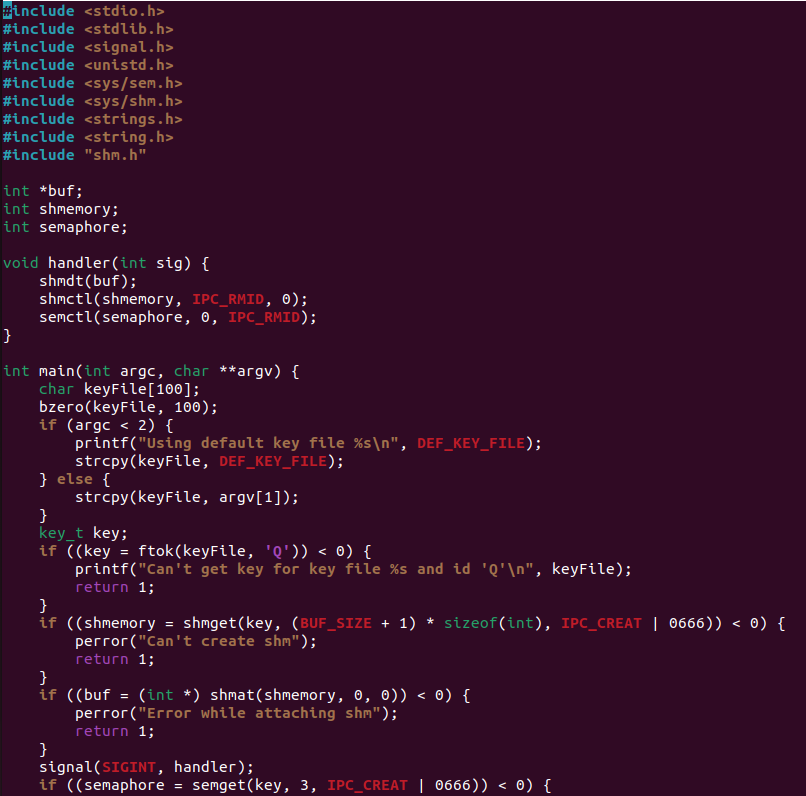 #include <stdio.h>
#include <stdlib.h>
#include <signal.h>
#include <unistd.h>
#include <sys/sem.h>
#include <sys/shm.h>
#include <strings.h>
#include <string.h>
#include "shm.h"

int *buf;
int shmemory;
int semaphore;

void handler(int sig) {
    shmdt(buf);
    shmctl(shmemory, IPC_RMID, 0);
    semctl(semaphore, 0, IPC_RMID);
}

int main(int argc, char **argv) {
    char keyFile[100];
    bzero(keyFile, 100);
    if (argc < 2) {
        printf("Using default key file %s\n", DEF_KEY_FILE);
        strcpy(keyFile, DEF_KEY_FILE);
    } else {
        strcpy(keyFile, argv[1]);
    }
    key_t key;
    if ((key = ftok(keyFile, 'Q')) < 0) {
        printf("Can't get key for key file %s and id 'Q'\n", keyFile);
        return 1;
    }
    if ((shmemory = shmget(key, (BUF_SIZE + 1) * sizeof(int), IPC_CREAT | 0666)) < 0) {
        perror("Can't create shm");
        return 1;
    }
    if ((buf = (int *) shmat(shmemory, 0, 0)) < 0) {
        perror("Error while attaching shm");
        return 1;
    }
    signal(SIGINT, handler);
    if ((semaphore = semget(key, 3, IPC_CREAT | 0666)) < 0) {